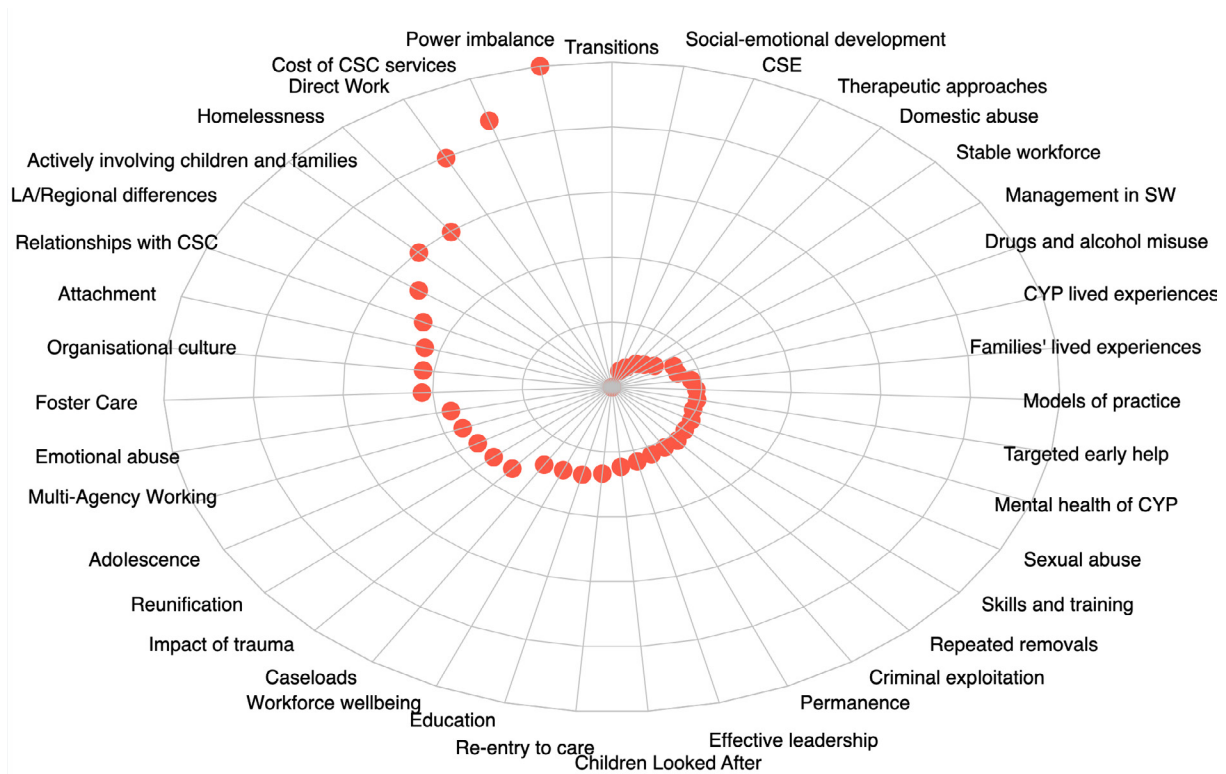 Transitions
Social-emotional development
CSE
Therapeutic approaches
Domestic abuse
Stable workforce
Management in SW
Drugs and alcohol misuse
CYP lived experiences
Families' lived experiences
Models of practice
Targeted early help
Mental health of CYP
Sexual abuse
Skills and training
Repeated removals
Criminal exploitation
Permanence
Effective leadership
Children Looked After
Re-entry to care
Education
Workforce wellbeing
Caseloads
Impact of trauma
Reunification
Adolescence
Multi-Agency Working
Emotional abuse
Foster Care
Organisational culture
Attachment
Relationships with CSC
LA/Regional differences
Actively involving children and families
Homelessness
Direct Work
Cost of CSC services
Power imbalance